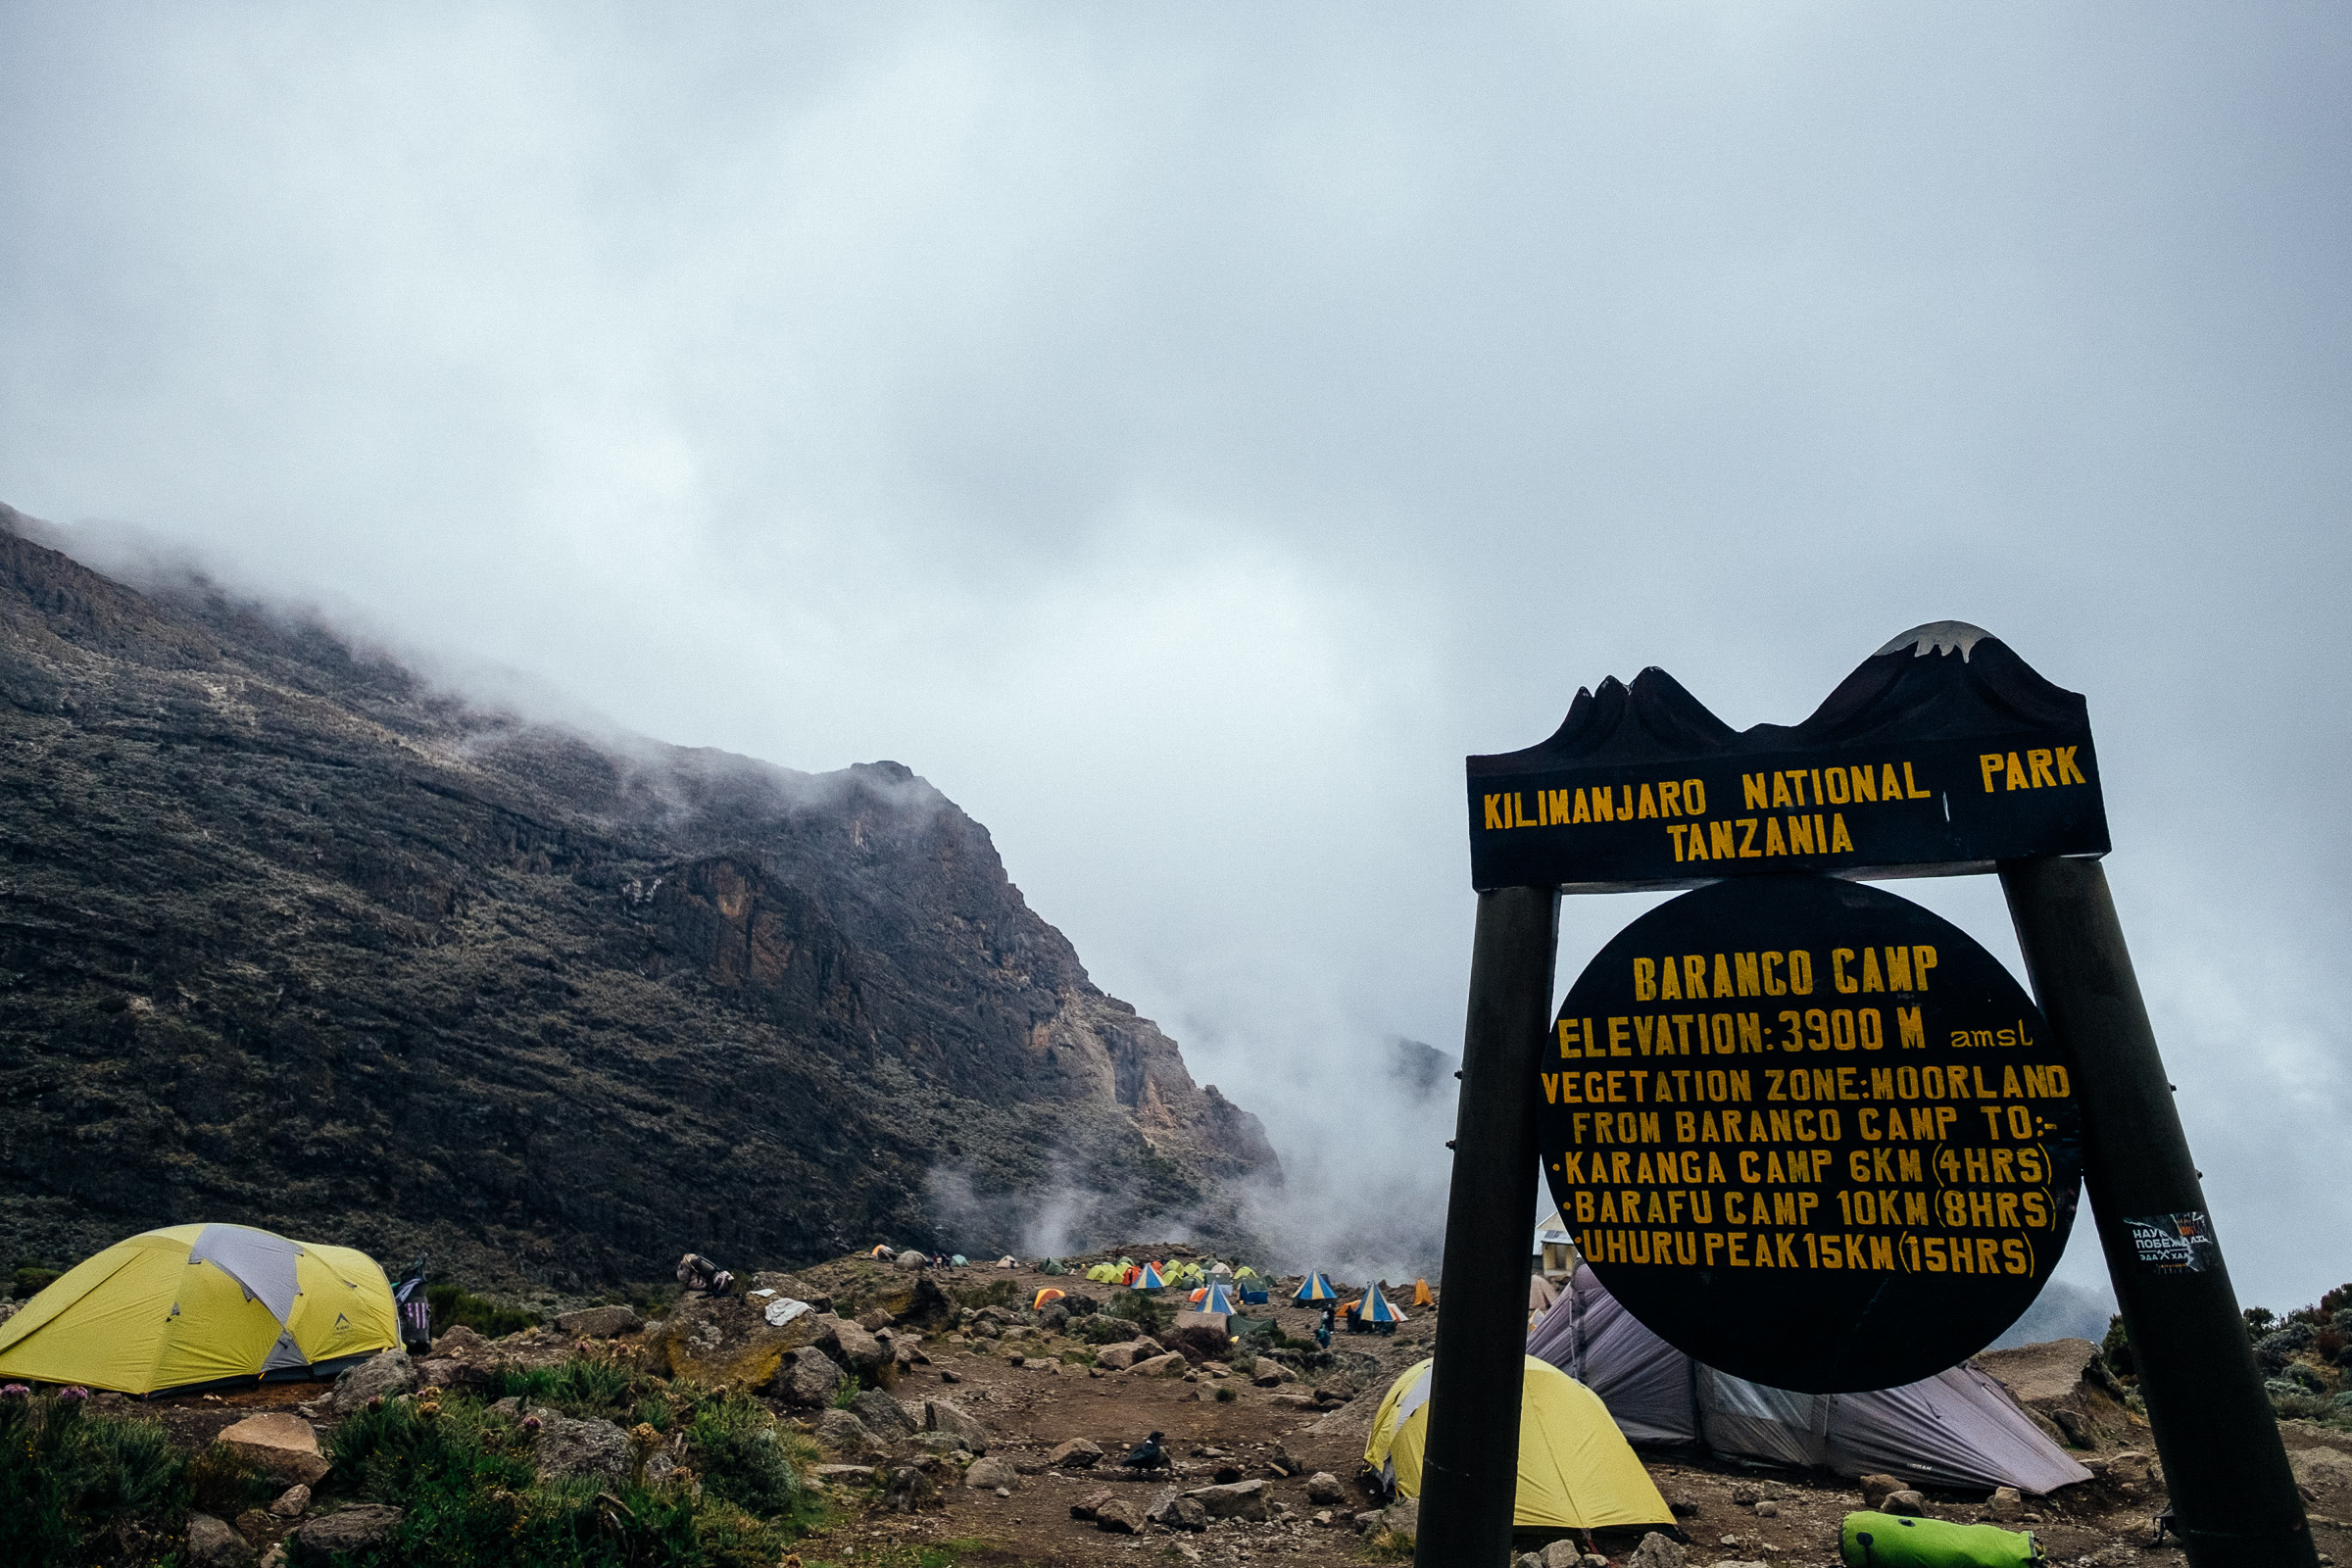 KILIMANJARO NATIONAL PARK
TANZANIA
BARANCO CAMP
ELEVATION: 3900 M amsl
VEGETATION ZONE: MOORLAND
FROM BARANCO CAMP TO:-
·KARANGA CAMP 6KM (4HRS)
·BARAFU CAMP 10KM (8HRS)
·UHURU PEAK 15KM (15HRS)